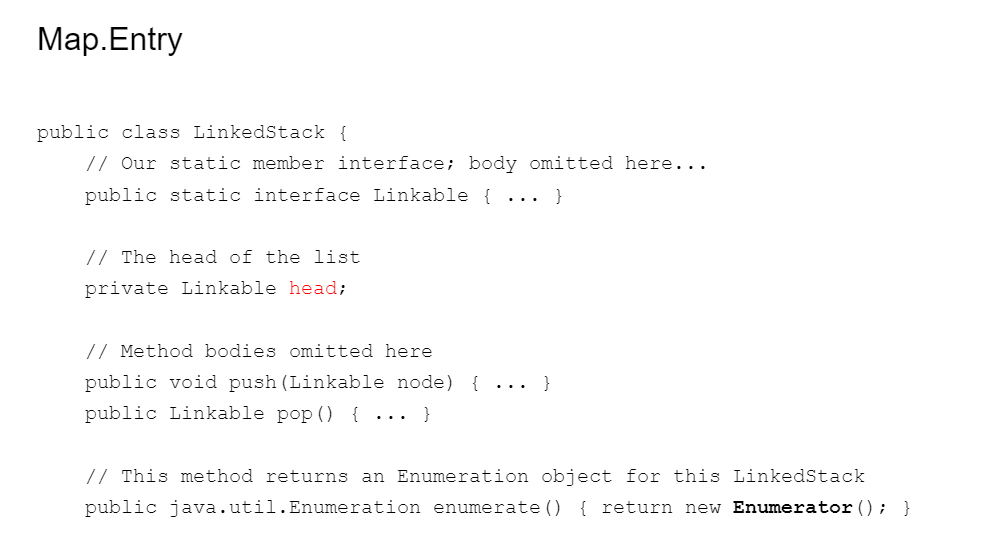 Map.Entry
public class LinkedStack {
// Our static member interface; body omitted here...
public static interface Linkable { ... }
// The head of the list
private Linkable head;
// Method bodies omitted here
public void push(Linkable node) { ... }
public Linkable pop() { ... }
// This method returns an Enumeration object for this LinkedStack
public java.util.Enumeration enumerate() { return new Enumerator(); }